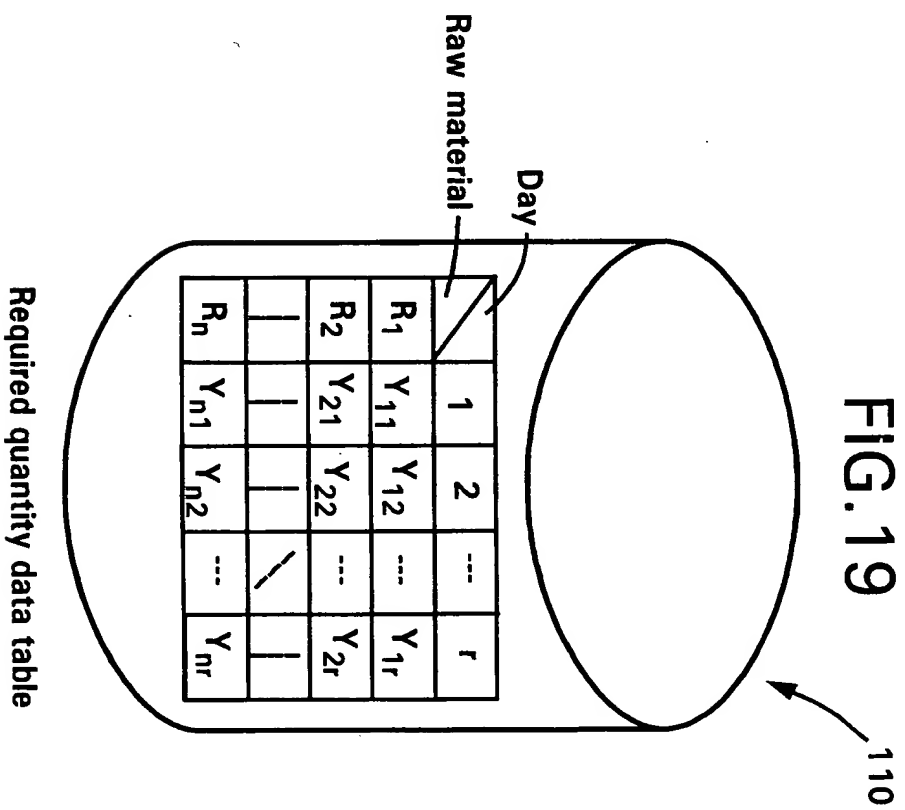 FIG. 19
110
Day
Raw material
1 2 --- r
R1 Y11 Y12 --- Y1r
R2 Y21 Y22 --- Y2r
Rn Yn1 Yn2 --- Ynr
Required quantity data table